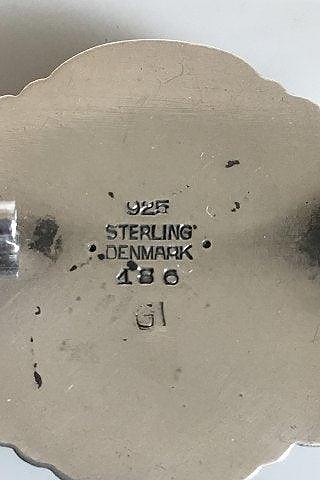 925
STERLING
DENMARK
186
GI